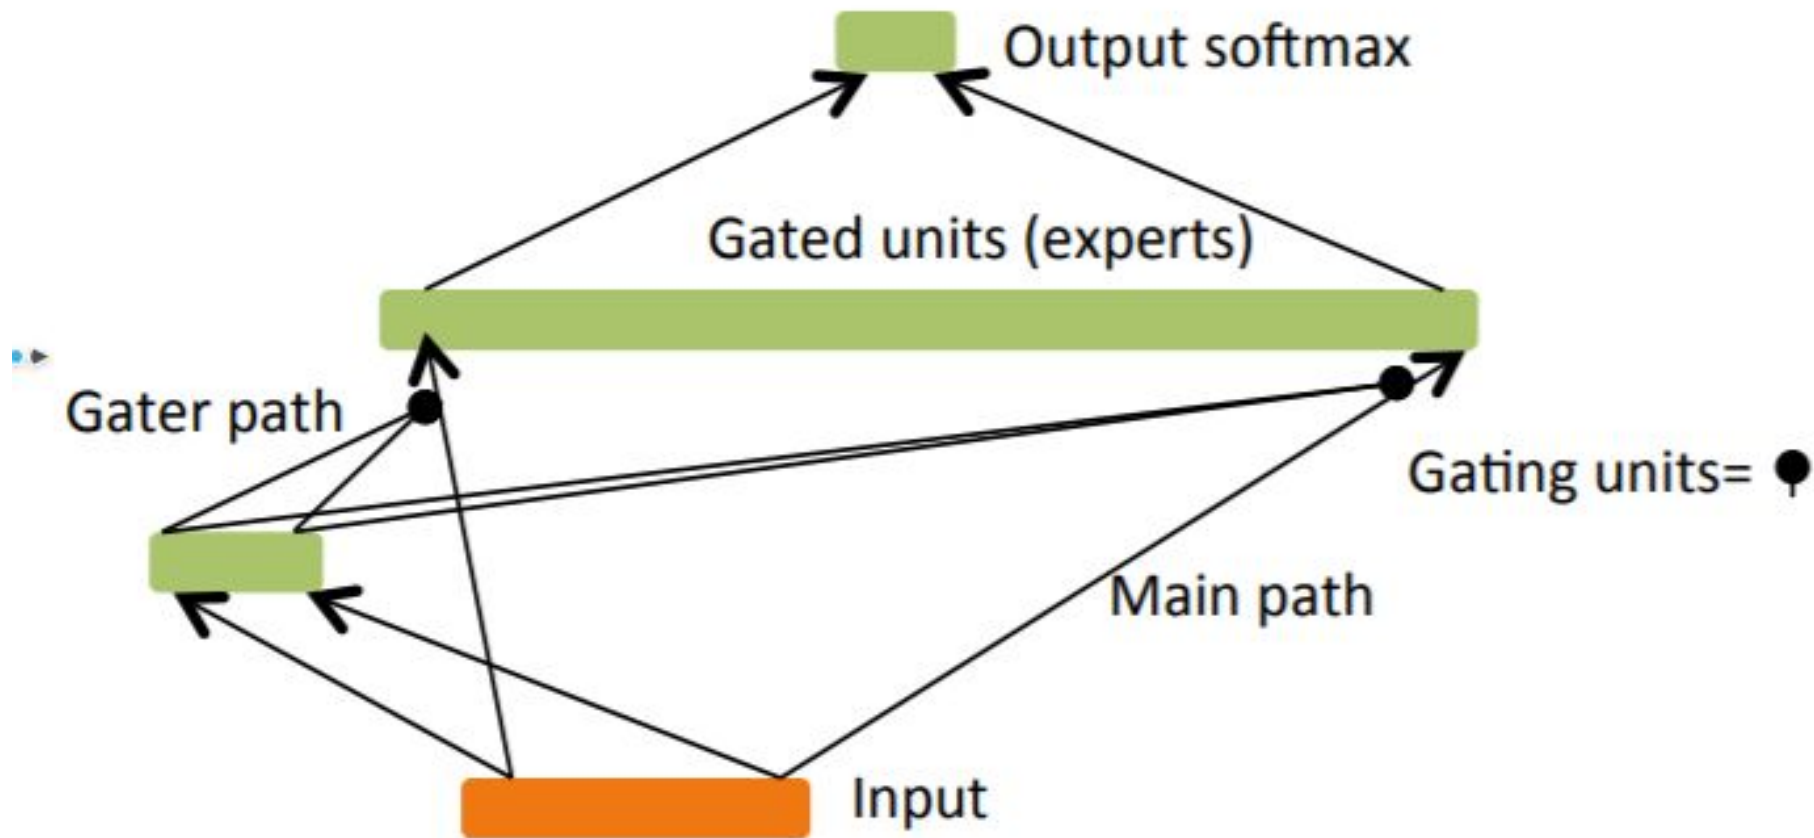 Output softmax
Gated units (experts)
Gater path
Gating units=
Main path
Input